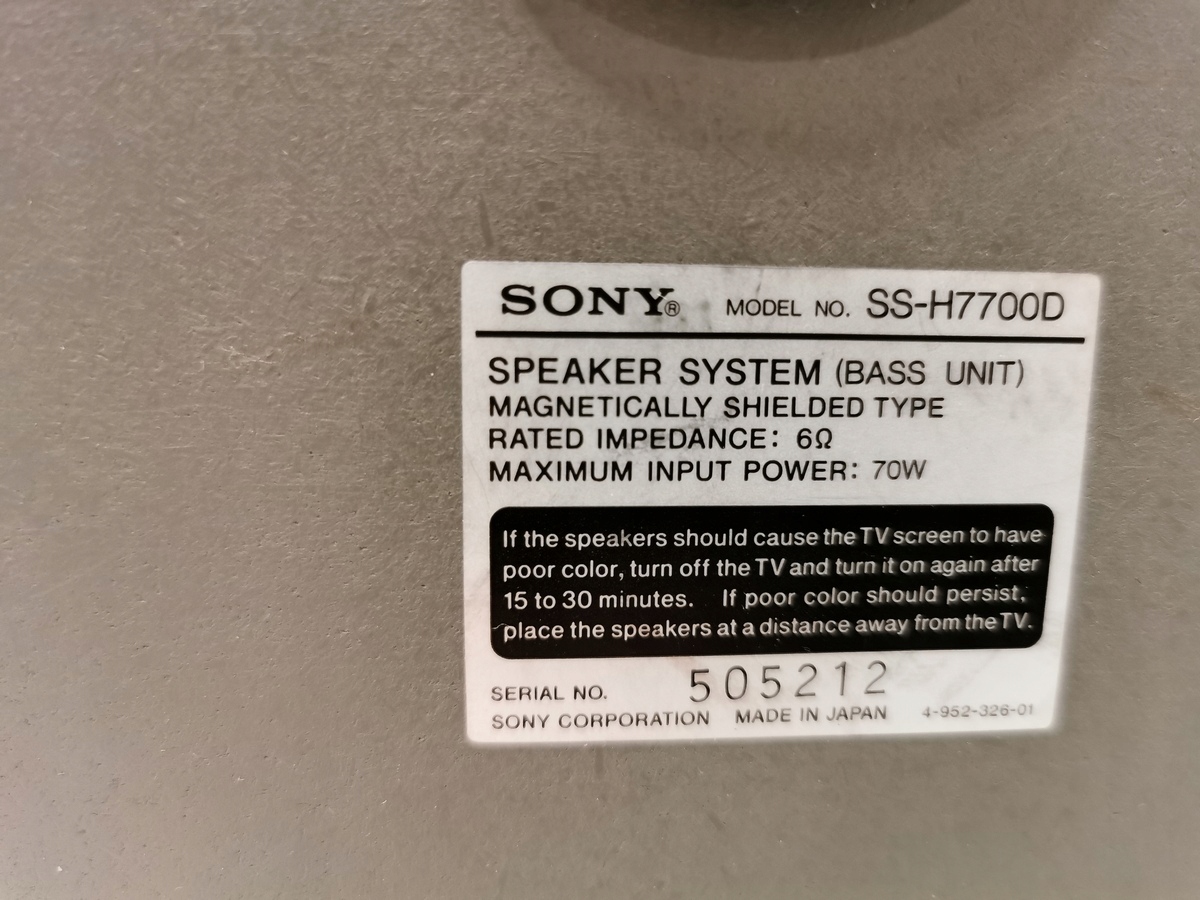 SONY® MODEL NO. SS-H7700D
SPEAKER SYSTEM (BASS UNIT)
MAGNETICALLY SHIELDED TYPE
RATED IMPEDANCE: 6Ω
MAXIMUM INPUT POWER: 70W
If the speakers should cause the TV screen to have
poor color, turn off the TV and turn it on again after
15 to 30 minutes. If poor color should persist,
place the speakers at a distance away from the TV.
SERIAL NO. 505212
SONY CORPORATION MADE IN JAPAN 4-952-326-01